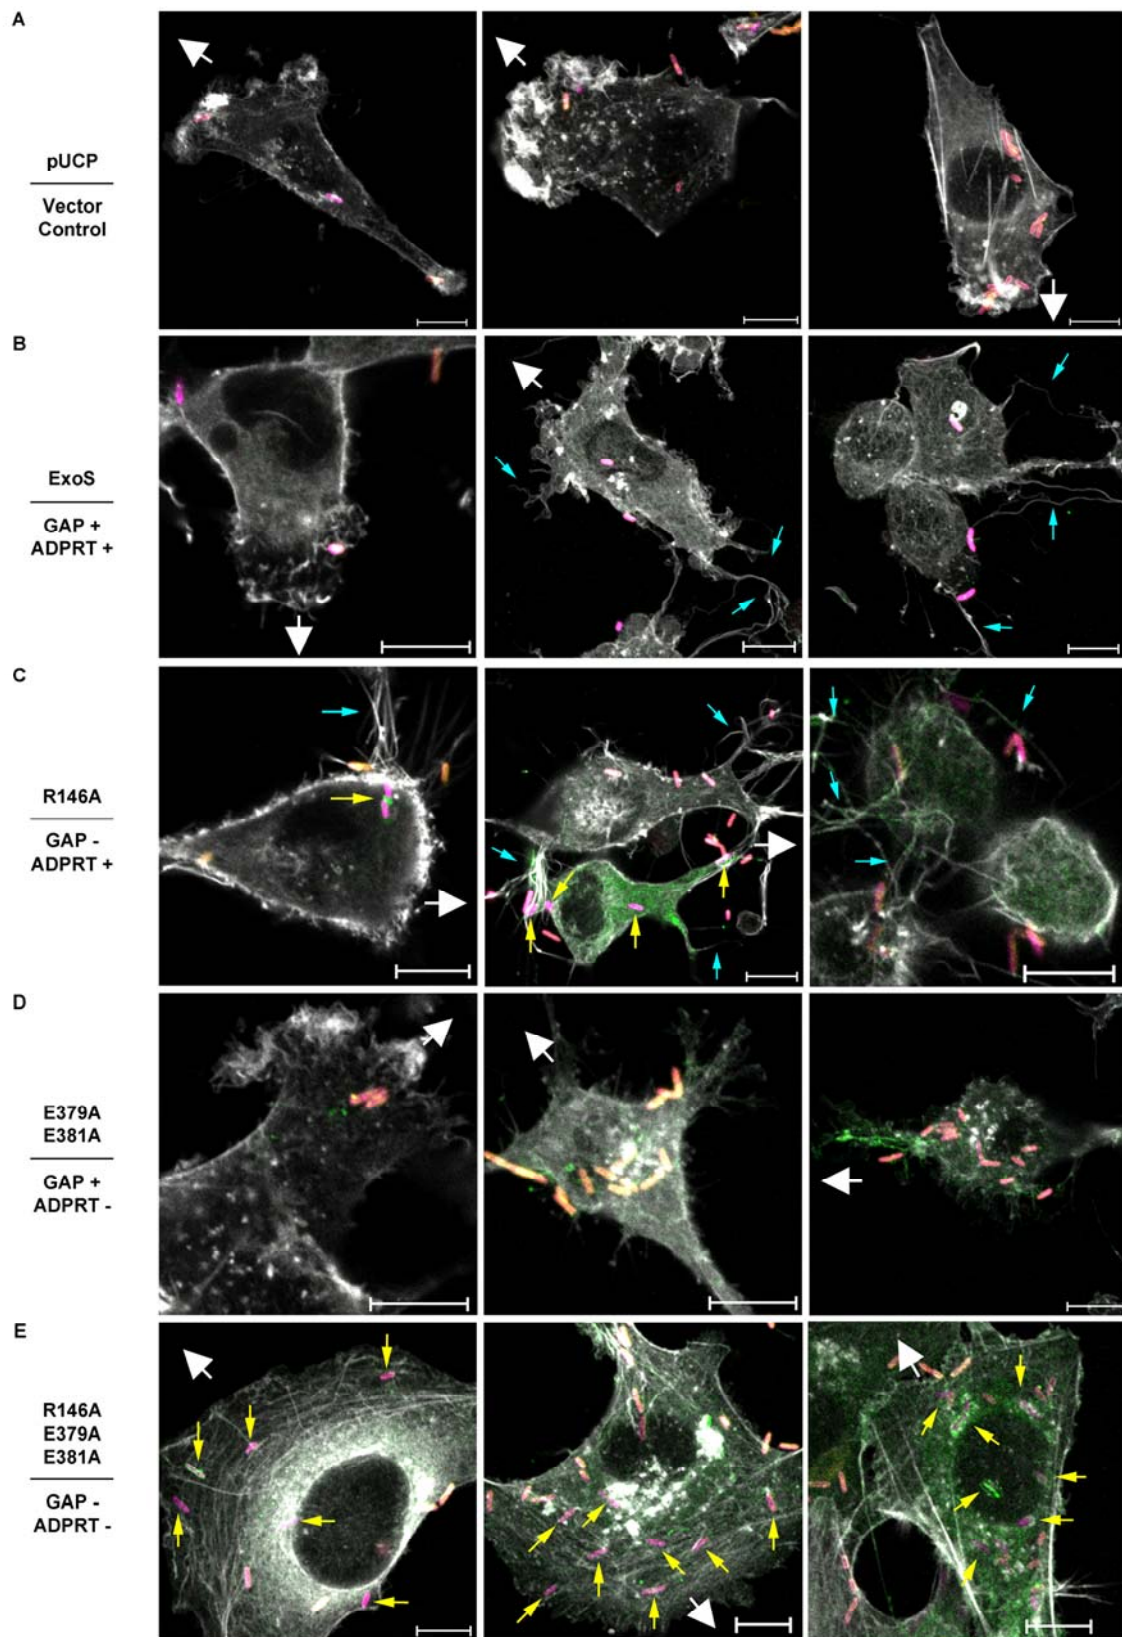 A
pUCP
Vector
Control
B
ExoS
GAP +
ADPRT +
C
R146A
GAP -
ADPRT +
D
E379A
E381A
GAP +
ADPRT -
E
R146A
E379A
E381A
GAP -
ADPRT -